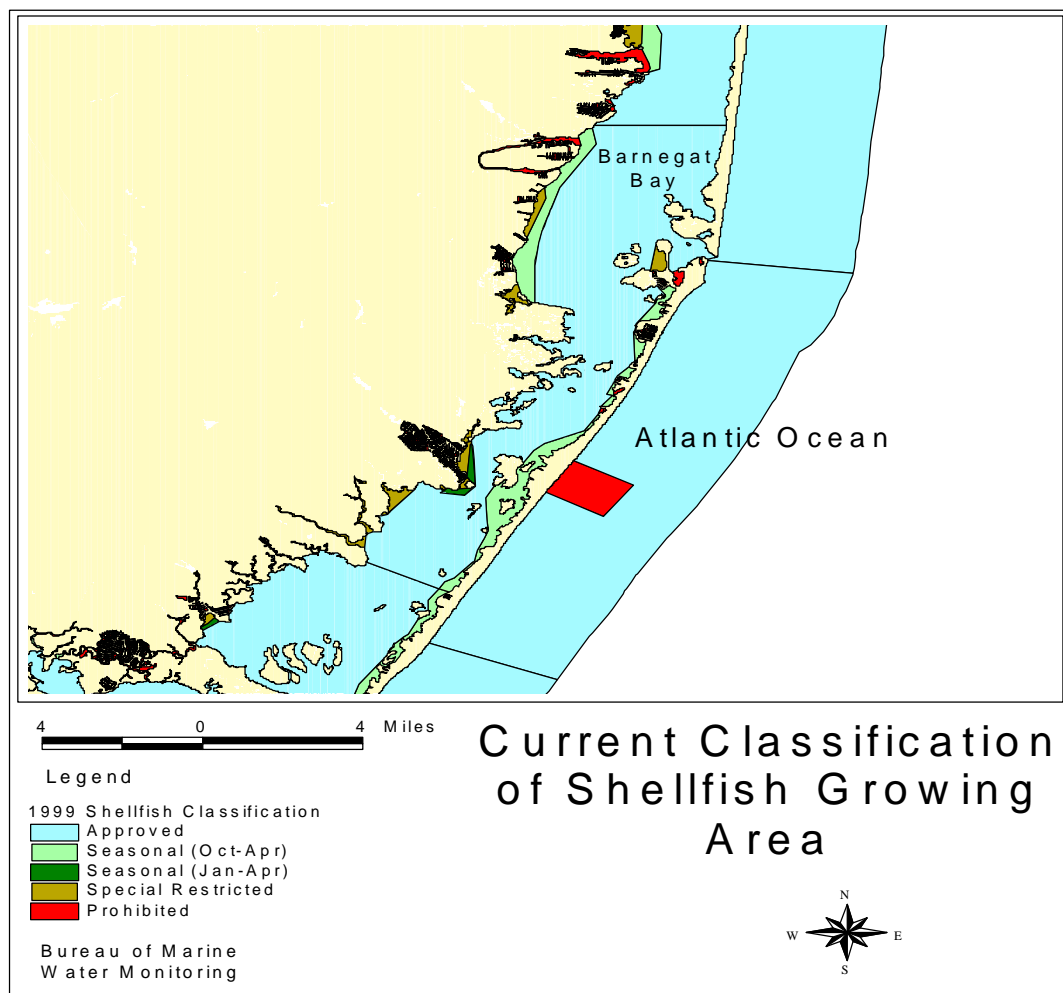 Barnegat
Bay
Atlantic Ocean
4 0 4 Miles
Current Classification
of Shellfish Growing
Area
Legend
1999 Shellfish Classification
Approved
Seasonal (Oct-Apr)
Seasonal (Jan-Apr)
Special Restricted
Prohibited
Bureau of Marine
Water Monitoring
N
W E
S